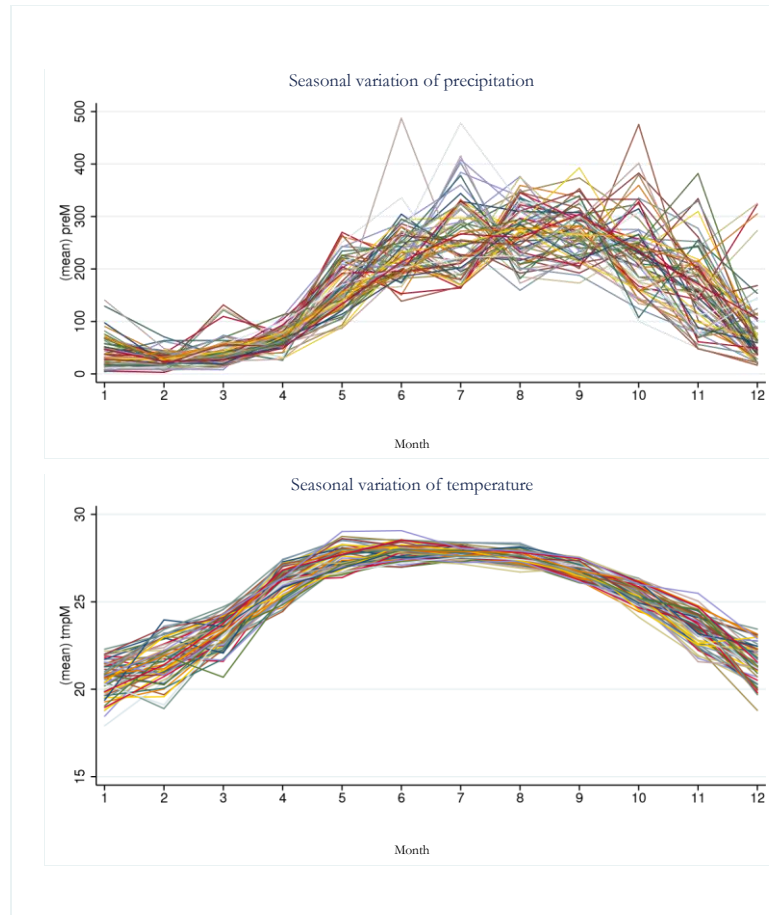 Seasonal variation of precipitation
500
400
300
200
100
0
(mean) preM
1 2 3 4 5 6 7 8 9 10 11 12
Month
Seasonal variation of temperature
30
25
20
15
(mean) tmpM
1 2 3 4 5 6 7 8 9 10 11 12
Month